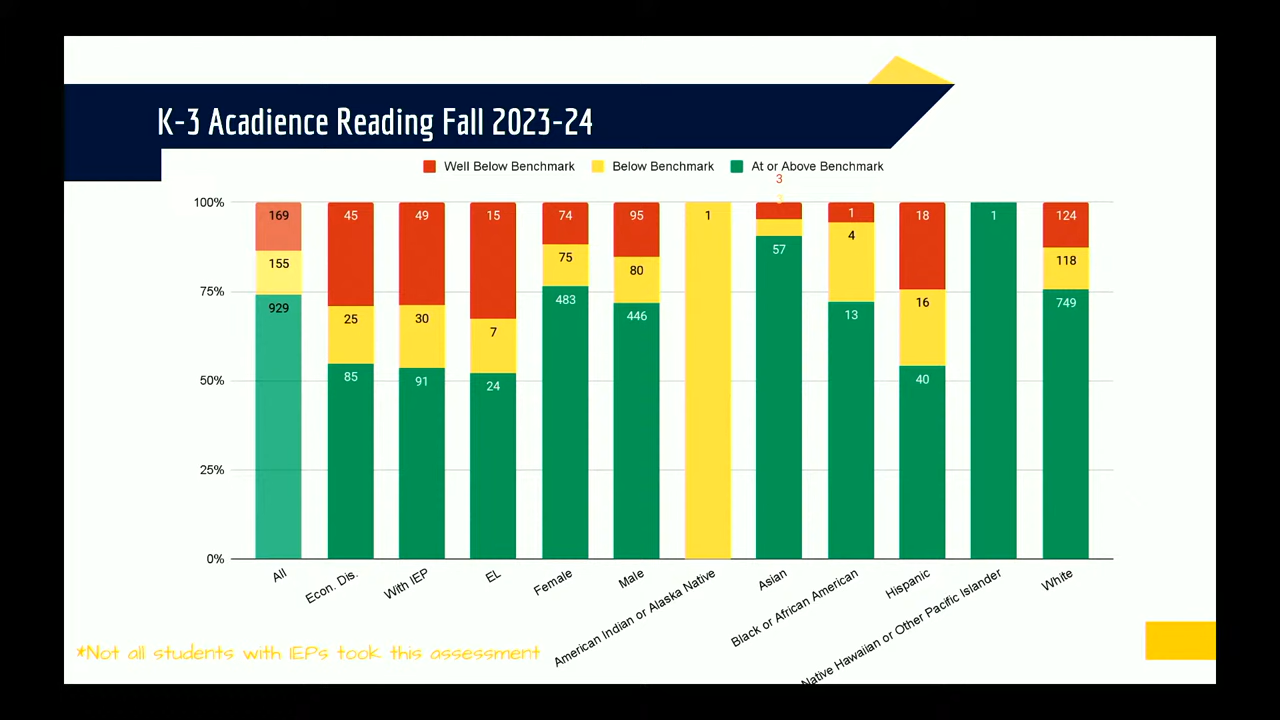 K-3 Acadience Reading Fall 2023-24
Well Below Benchmark Below Benchmark At or Above Benchmark
3
3
100% 169 45 49 15 74 95 1 1 18 1 124
155 25 30 7 75 80 4 16 118
75%
929 85 91 24 483 446 57 13 40 749
50%
25%
0%
All Econ. Dis. With IEP EL Female Male American Indian or Alaska Native Asian Black or African American Hispanic Native Hawaiian or Other Pacific Islander White
*Not all students with IEPs took this assessment